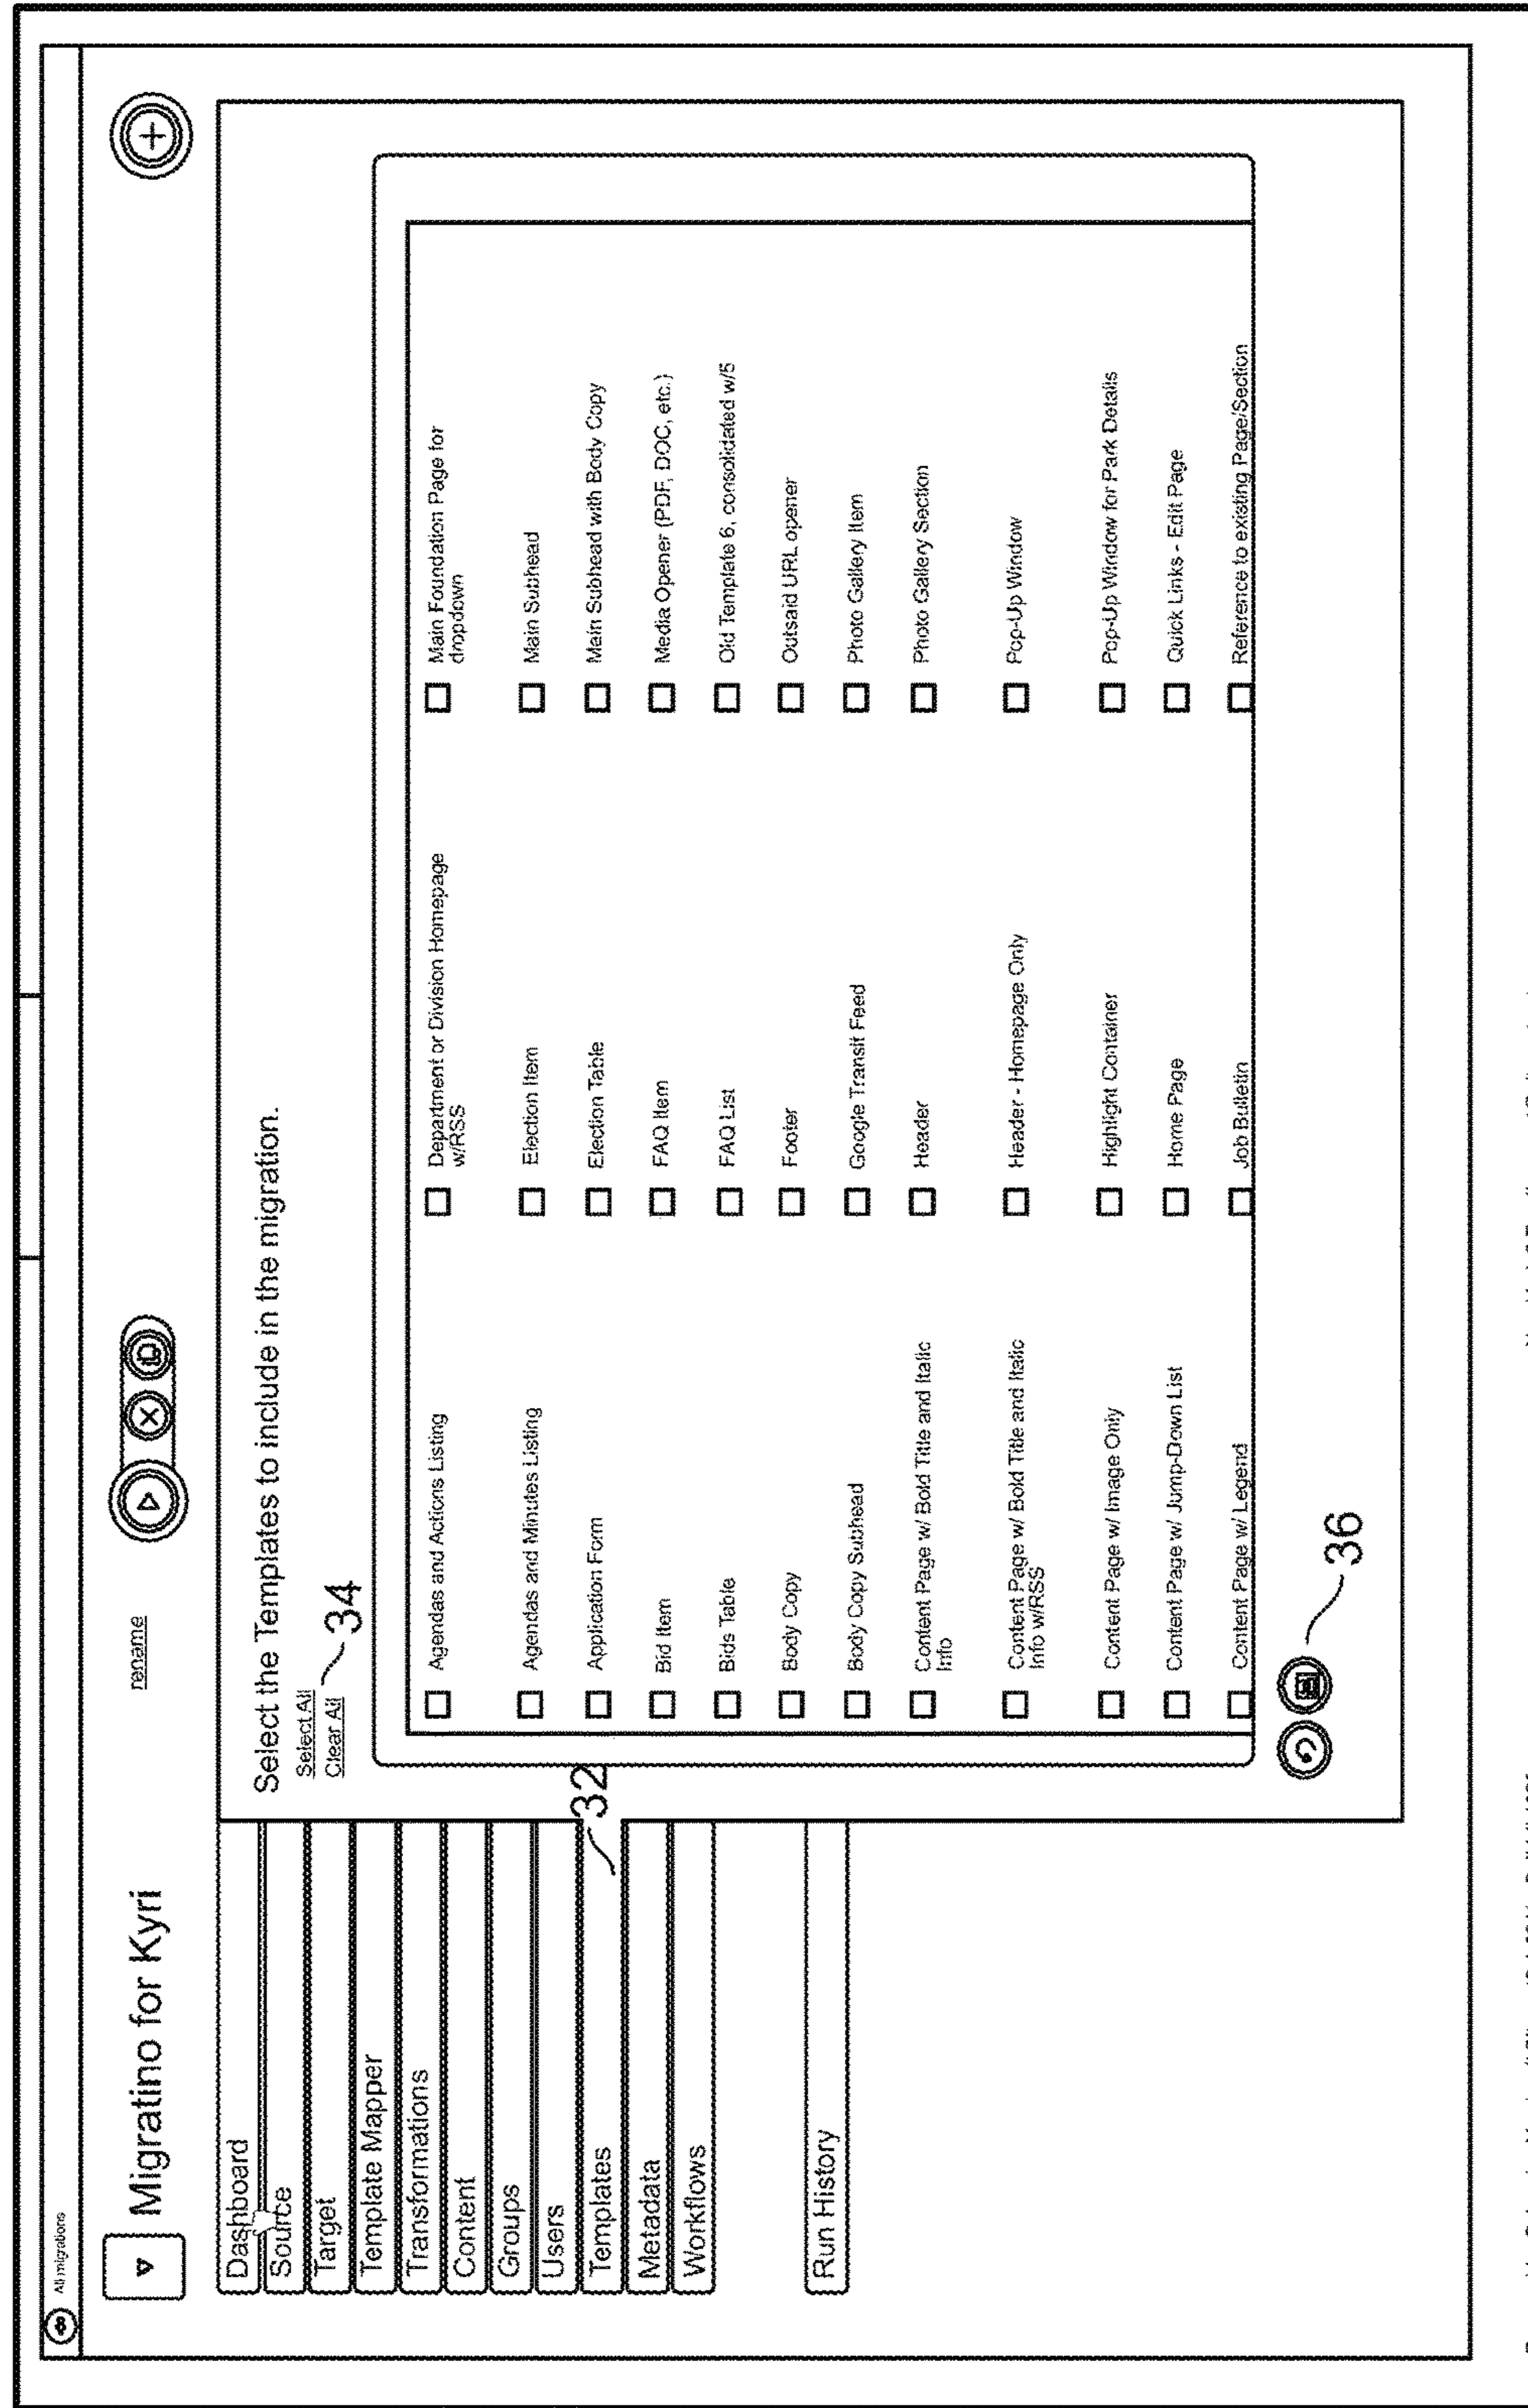 All migrations
Migratino for Kyri
rename
Dashboard
Source
Target
Template Mapper
Transformations
Content
Groups
Users
Templates
Metadata
Workflows
Run History
32
Select the Templates to include in the migration.
Select All
Clear All
34
Agendas and Actions Listing
Agendas and Minutes Listing
Application Form
Bid Item
Bids Table
Body Copy
Body Copy Subhead
Content Page w/ Bold Title and Italic
Info
Content Page w/ Bold Title and Italic
Info w/RSS
Content Page w/ Image Only
Content Page w/ Jump-Down List
Content Page w/ Legend
Department or Division Homepage
w/RSS
Election Item
Election Table
FAQ Item
FAQ List
Footer
Google Transit Feed
Header
Header - Homepage Only
Highlight Container
Home Page
Job Bulletin
Main Foundation Page for
dropdown
Main Subhead
Main Subhead with Body Copy
Media Opener (PDF, DOC, etc.)
Old Template 6, consolidated w/5
Outsaid URL opener
Photo Gallery Item
Photo Gallery Section
Pop-Up Window
Pop-Up Window for Park Details
Quick Links - Edit Page
Reference to existing Page/Section
36